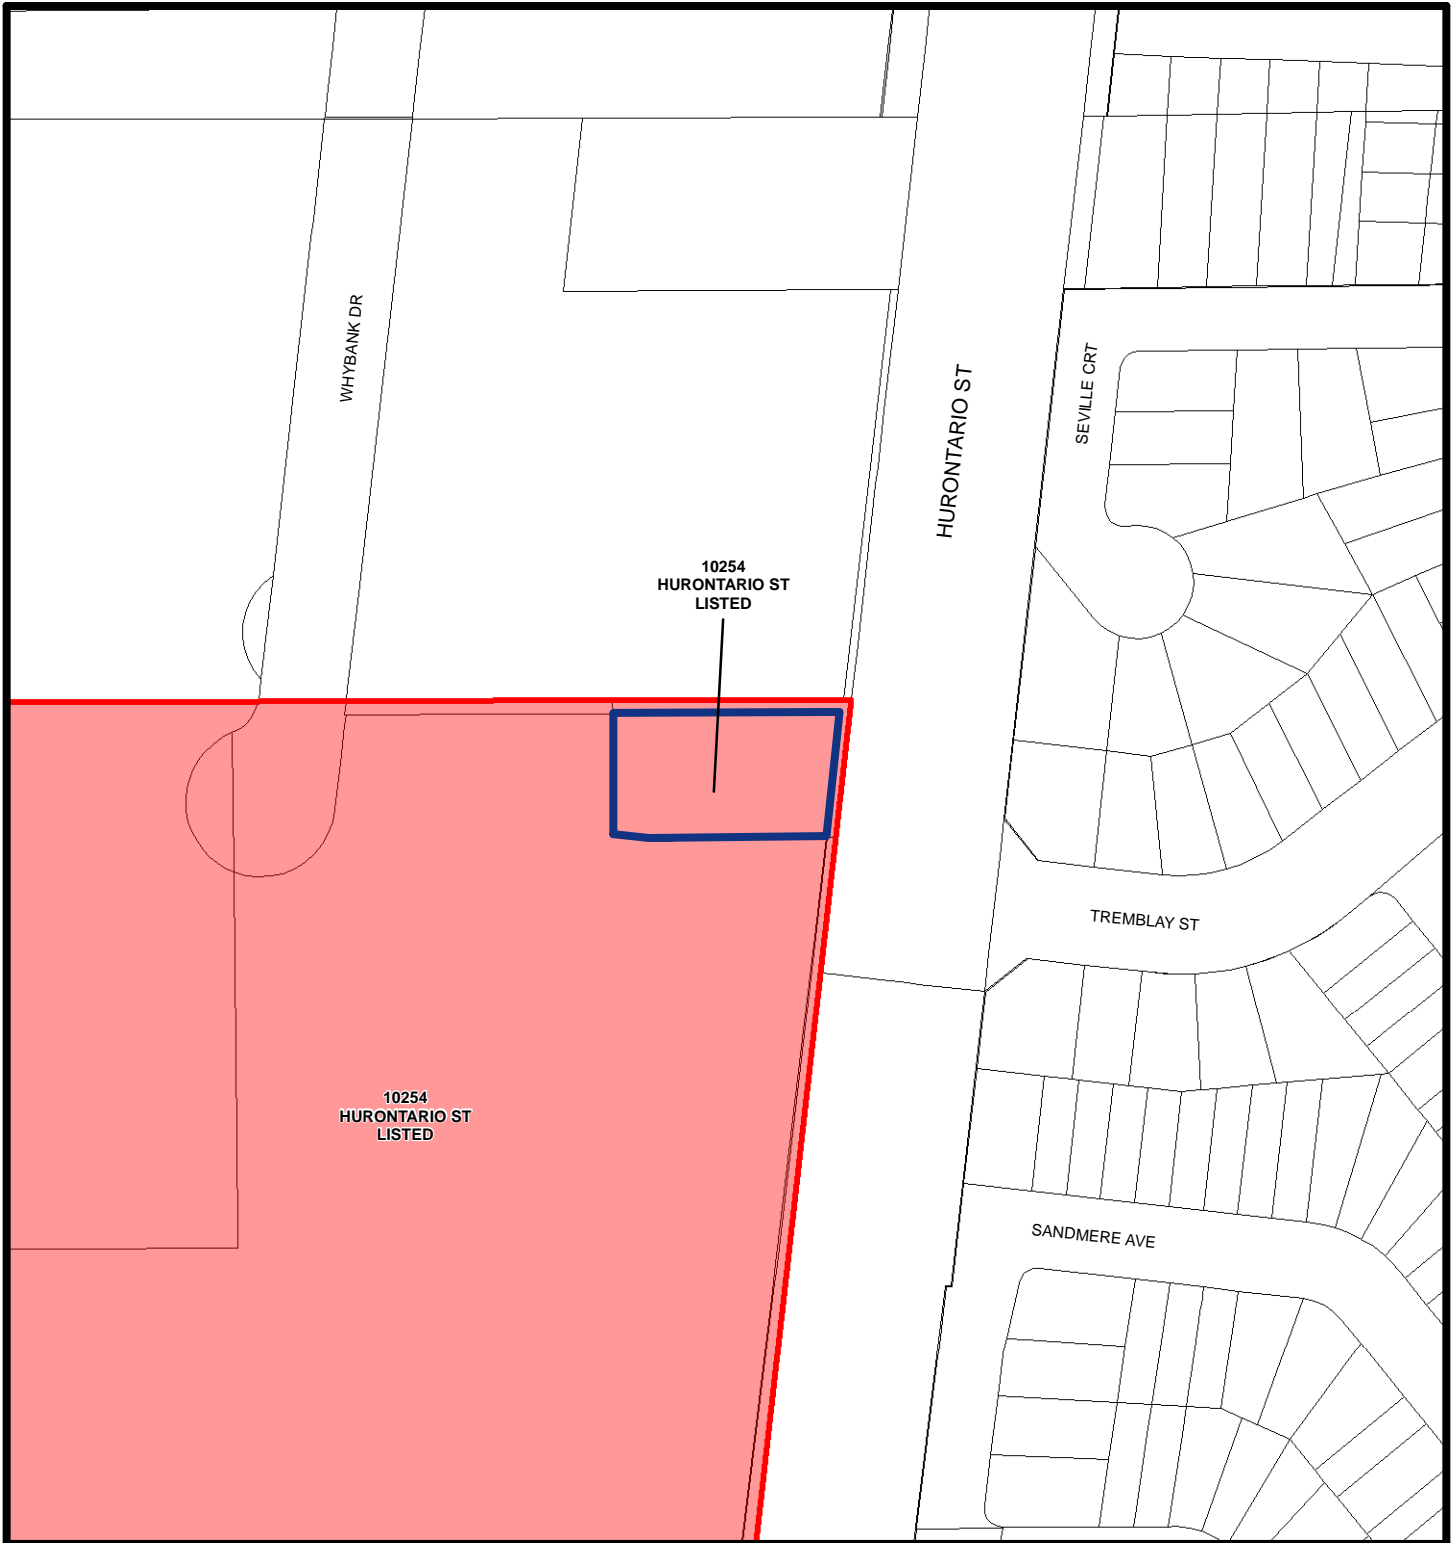 WHYBANK DR
HURONTARIO ST
SEVILLE CRT
10254
HURONTARIO ST
LISTED
TREMBLAY ST
10254
HURONTARIO ST
LISTED
SANDMERE AVE